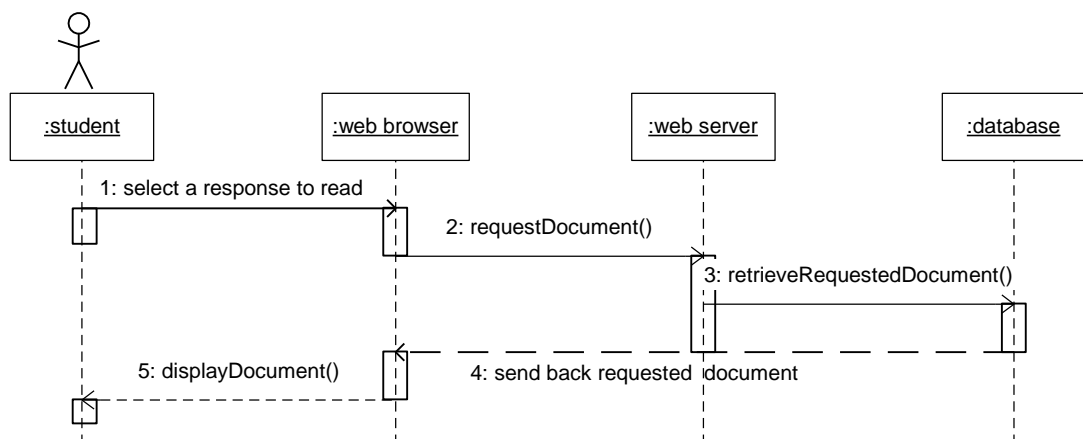 :student
:web browser
:web server
:database
1: select a response to read
2: requestDocument()
3: retrieveRequestedDocument()
4: send back requested  document
5: displayDocument()